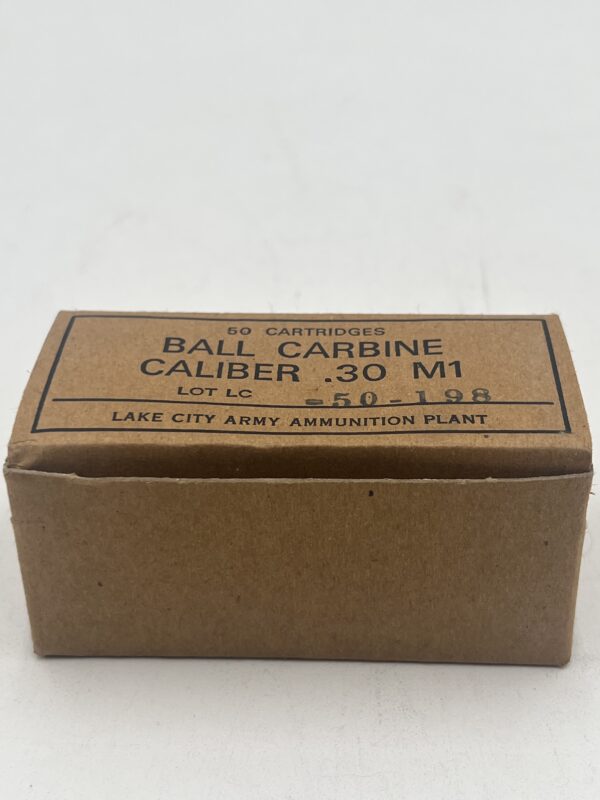 50 CARTRIDGES
BALL CARBINE
CALIBER .30 M1
LOT LC -50-198
LAKE CITY ARMY AMMUNITION PLANT